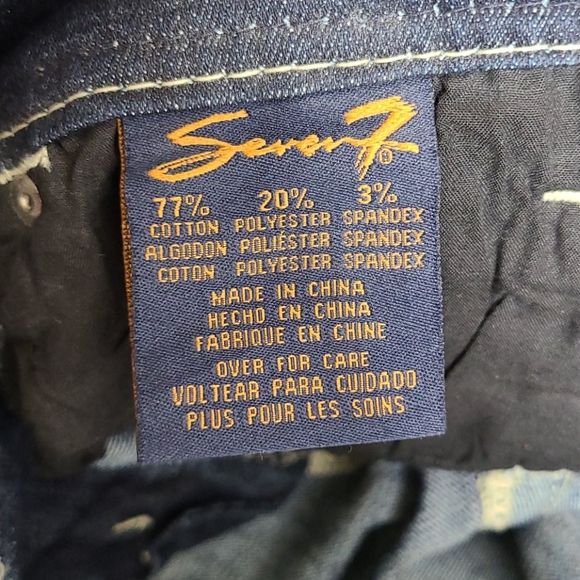 Seven7®
77% 20% 3%
COTTON POLYESTER SPANDEX
ALGODON POLIÉSTER SPANDEX
COTON POLYESTER SPANDEX
MADE IN CHINA
HECHO EN CHINA
FABRIQUE EN CHINE
OVER FOR CARE
VOLTEAR PARA CUIDADO
PLUS POUR LES SOINS